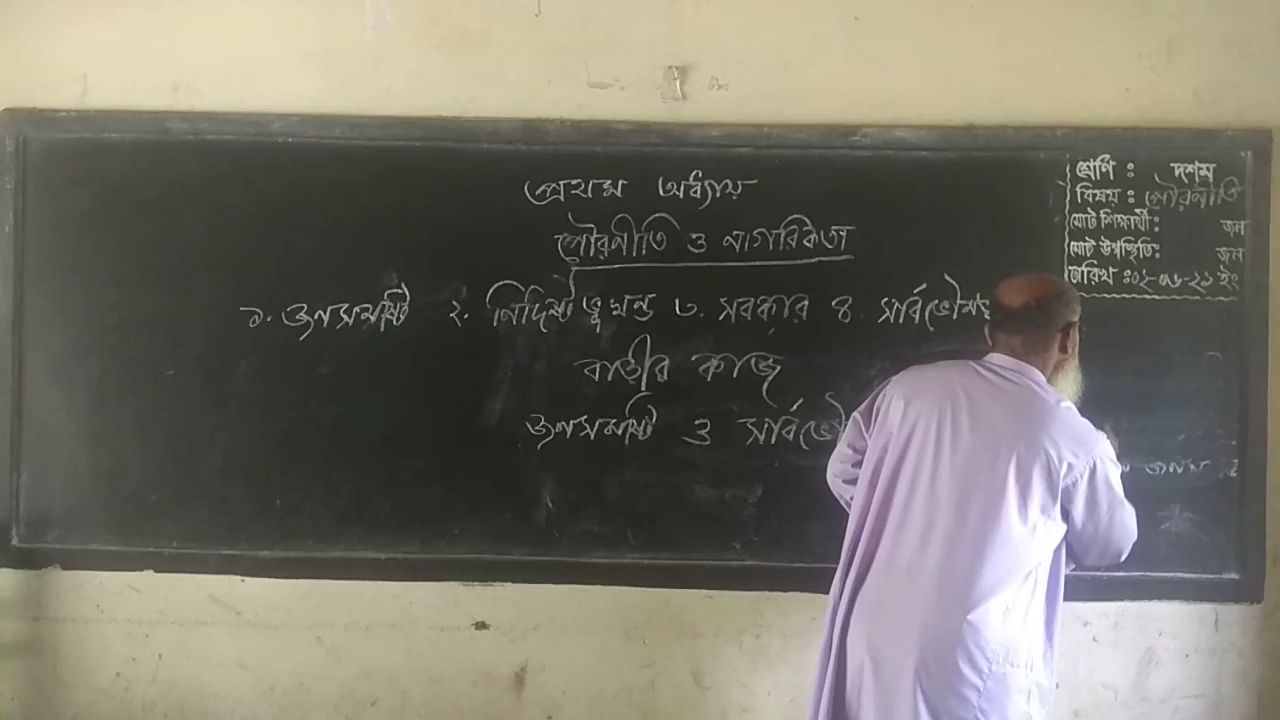 প্রথম অধ্যায়
পৌরনীতি ও নাগরিকতা
১. জনসমষ্টি ২. নির্দিষ্ট ভূখন্ড ৩. সরকার ৪. সার্বভৌম
বাড়ীর কাজ
জনসমষ্টি ও সার্বভৌ
শ্রেণি : দশম
বিষয় : পৌরনীতি
মোট শিক্ষার্থী : জন
মোট উপস্থিতি : জন
তারিখ : ইং